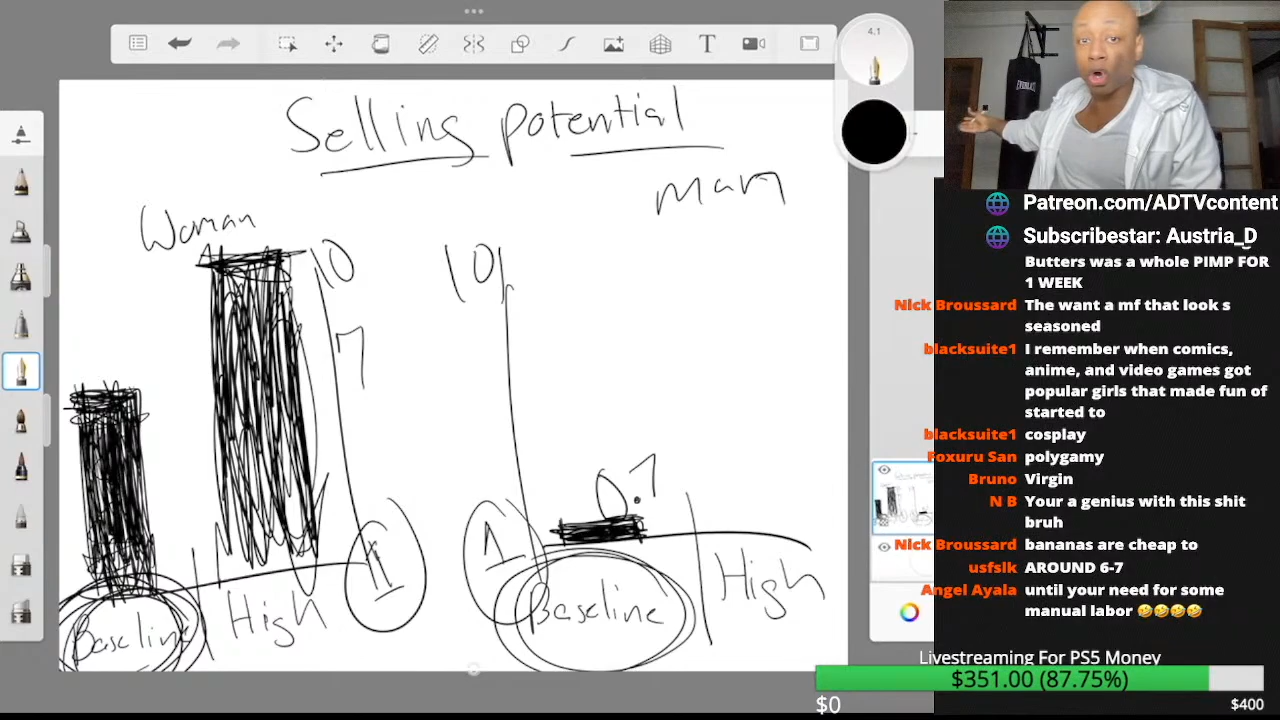 4.1
T
Selling potential
Woman
Man
10
7
10
1
1
0.7
Baseline
High
Baseline
High
EVERLAST
Patreon.com/ADTVcontent
Subscribestar: Austria_D
Butters was a whole PIMP FOR
1 WEEK
Nick Broussard The want a mf that look s
seasoned
blacksuite1 I remember when comics,
anime, and video games got
popular girls that made fun of
started to
blacksuite1 cosplay
Foxuru San polygamy
Bruno Virgin
N B Your a genius with this shit
bruh
Nick Broussard bananas are cheap to
usfslk AROUND 6-7
Angel Ayala until your need for some
manual labor 🤣🤣🤣🤣
Livestreaming For PS5 Money
$351.00 (87.75%)
$0
$400